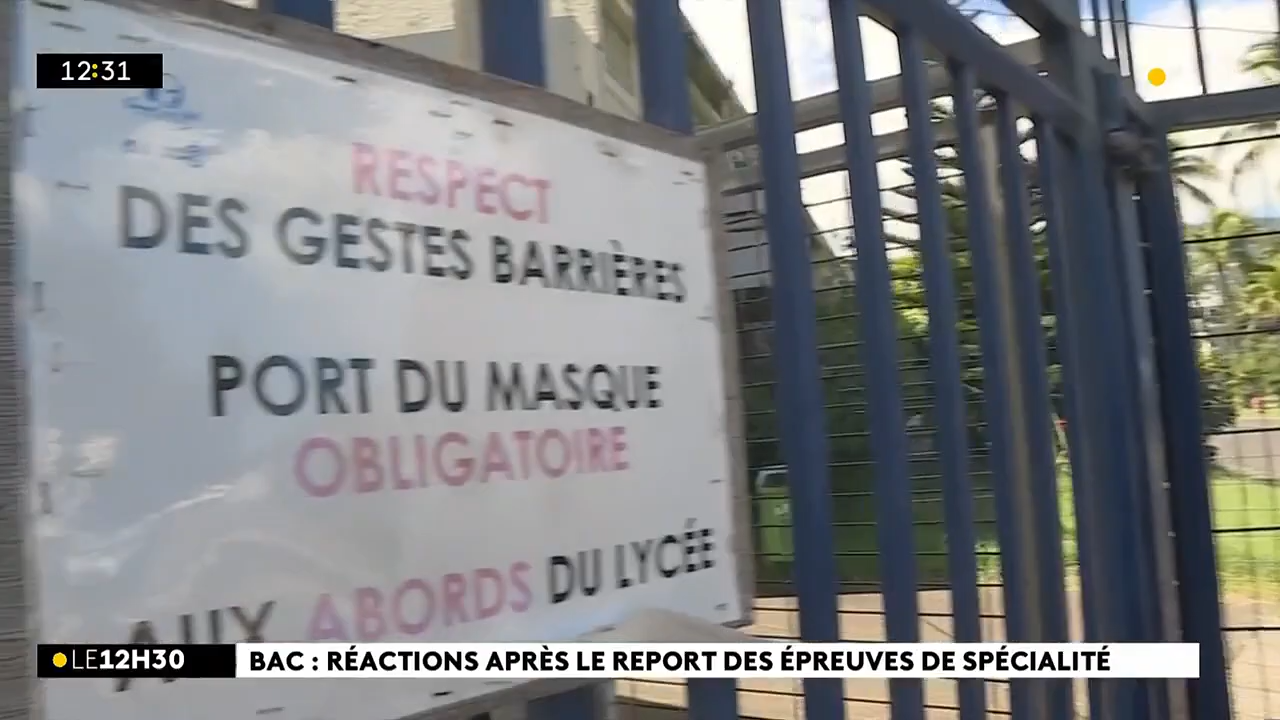 12:31
RESPECT
DES GESTES BARRIÈRES
PORT DU MASQUE
OBLIGATOIRE
AUX ABORDS DU LYCÉE
LE12H30
BAC : RÉACTIONS APRÈS LE REPORT DES ÉPREUVES DE SPÉCIALITÉ